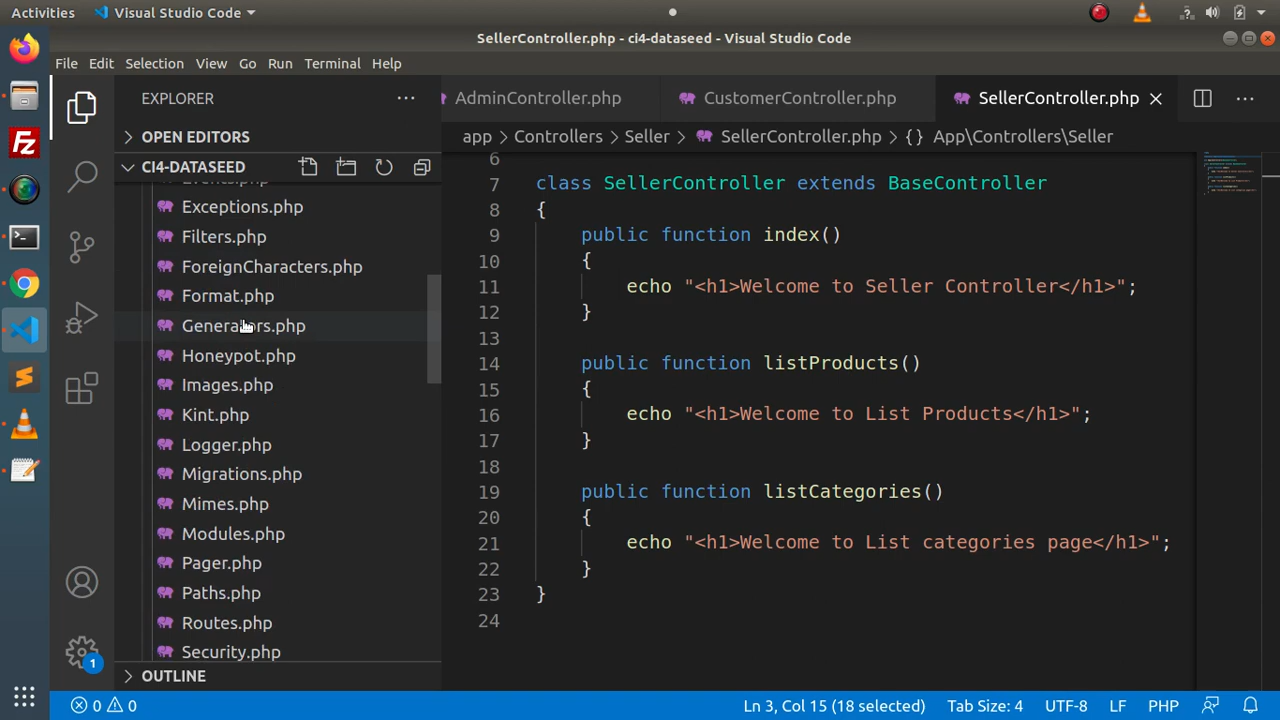 Activities
Visual Studio Code
SellerController.php - ci4-dataseed - Visual Studio Code
File Edit Selection View Go Run Terminal Help
EXPLORER
OPEN EDITORS
CI4-DATASEED
Events.php
Exceptions.php
Filters.php
ForeignCharacters.php
Format.php
Generators.php
Honeypot.php
Images.php
Kint.php
Logger.php
Migrations.php
Mimes.php
Modules.php
Pager.php
Paths.php
Routes.php
Security.php
OUTLINE
AdminController.php CustomerController.php SellerController.php
app > Controllers > Seller > SellerController.php > {} App\Controllers\Seller
6
7 class SellerController extends BaseController
8 {
9 public function index()
10 {
11 echo "<h1>Welcome to Seller Controller</h1>";
12 }
13
14 public function listProducts()
15 {
16 echo "<h1>Welcome to List Products</h1>";
17 }
18
19 public function listCategories()
20 {
21 echo "<h1>Welcome to List categories page</h1>";
22 }
23 }
24
1
0 0 Ln 3, Col 15 (18 selected) Tab Size: 4 UTF-8 LF PHP